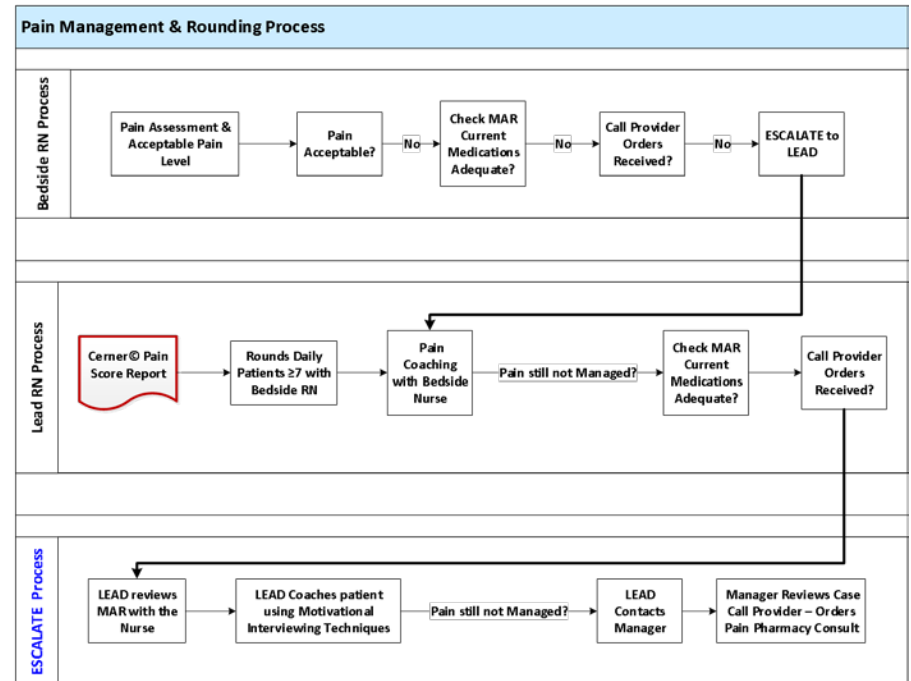 Pain Management & Rounding Process
Bedside RN Process
Pain Assessment &
Acceptable Pain
Level
Pain
Acceptable?
No
Check MAR
Current
Medications
Adequate?
No
Call Provider
Orders
Received?
No
ESCALATE to
LEAD
Lead RN Process
Cerner© Pain
Score Report
Rounds Daily
Patients ≥7 with
Bedside RN
Pain
Coaching
with Bedside
Nurse
Pain still not Managed?
Check MAR
Current
Medications
Adequate?
Call Provider
Orders
Received?
ESCALATE Process
LEAD reviews
MAR with the
Nurse
LEAD Coaches patient
using Motivational
Interviewing Techniques
Pain still not Managed?
LEAD
Contacts
Manager
Manager Reviews Case
Call Provider – Orders
Pain Pharmacy Consult